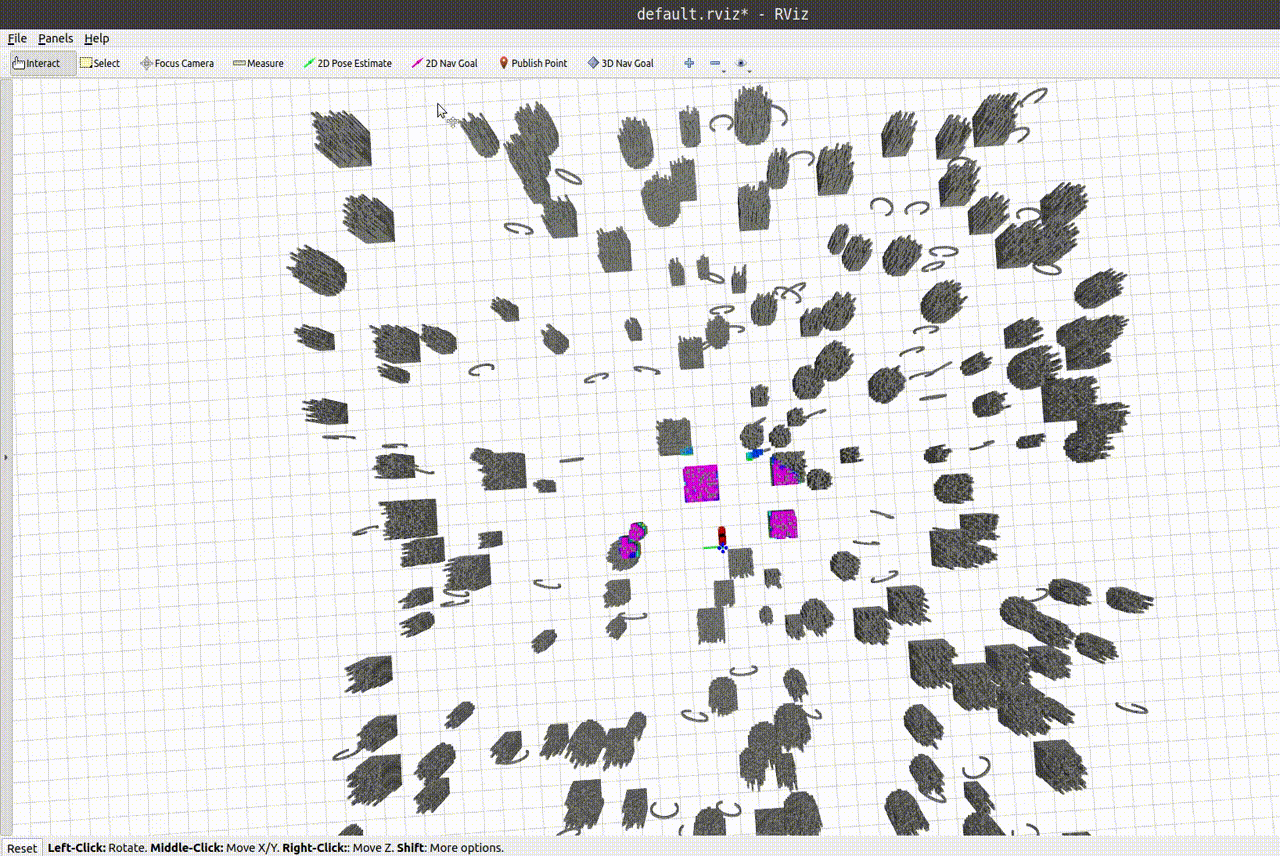 default.rviz* - RViz
File Panels Help
Interact Select Focus Camera Measure 2D Pose Estimate 2D Nav Goal Publish Point 3D Nav Goal
Reset Left-Click: Rotate. Middle-Click: Move X/Y. Right-Click:: Move Z. Shift: More options.